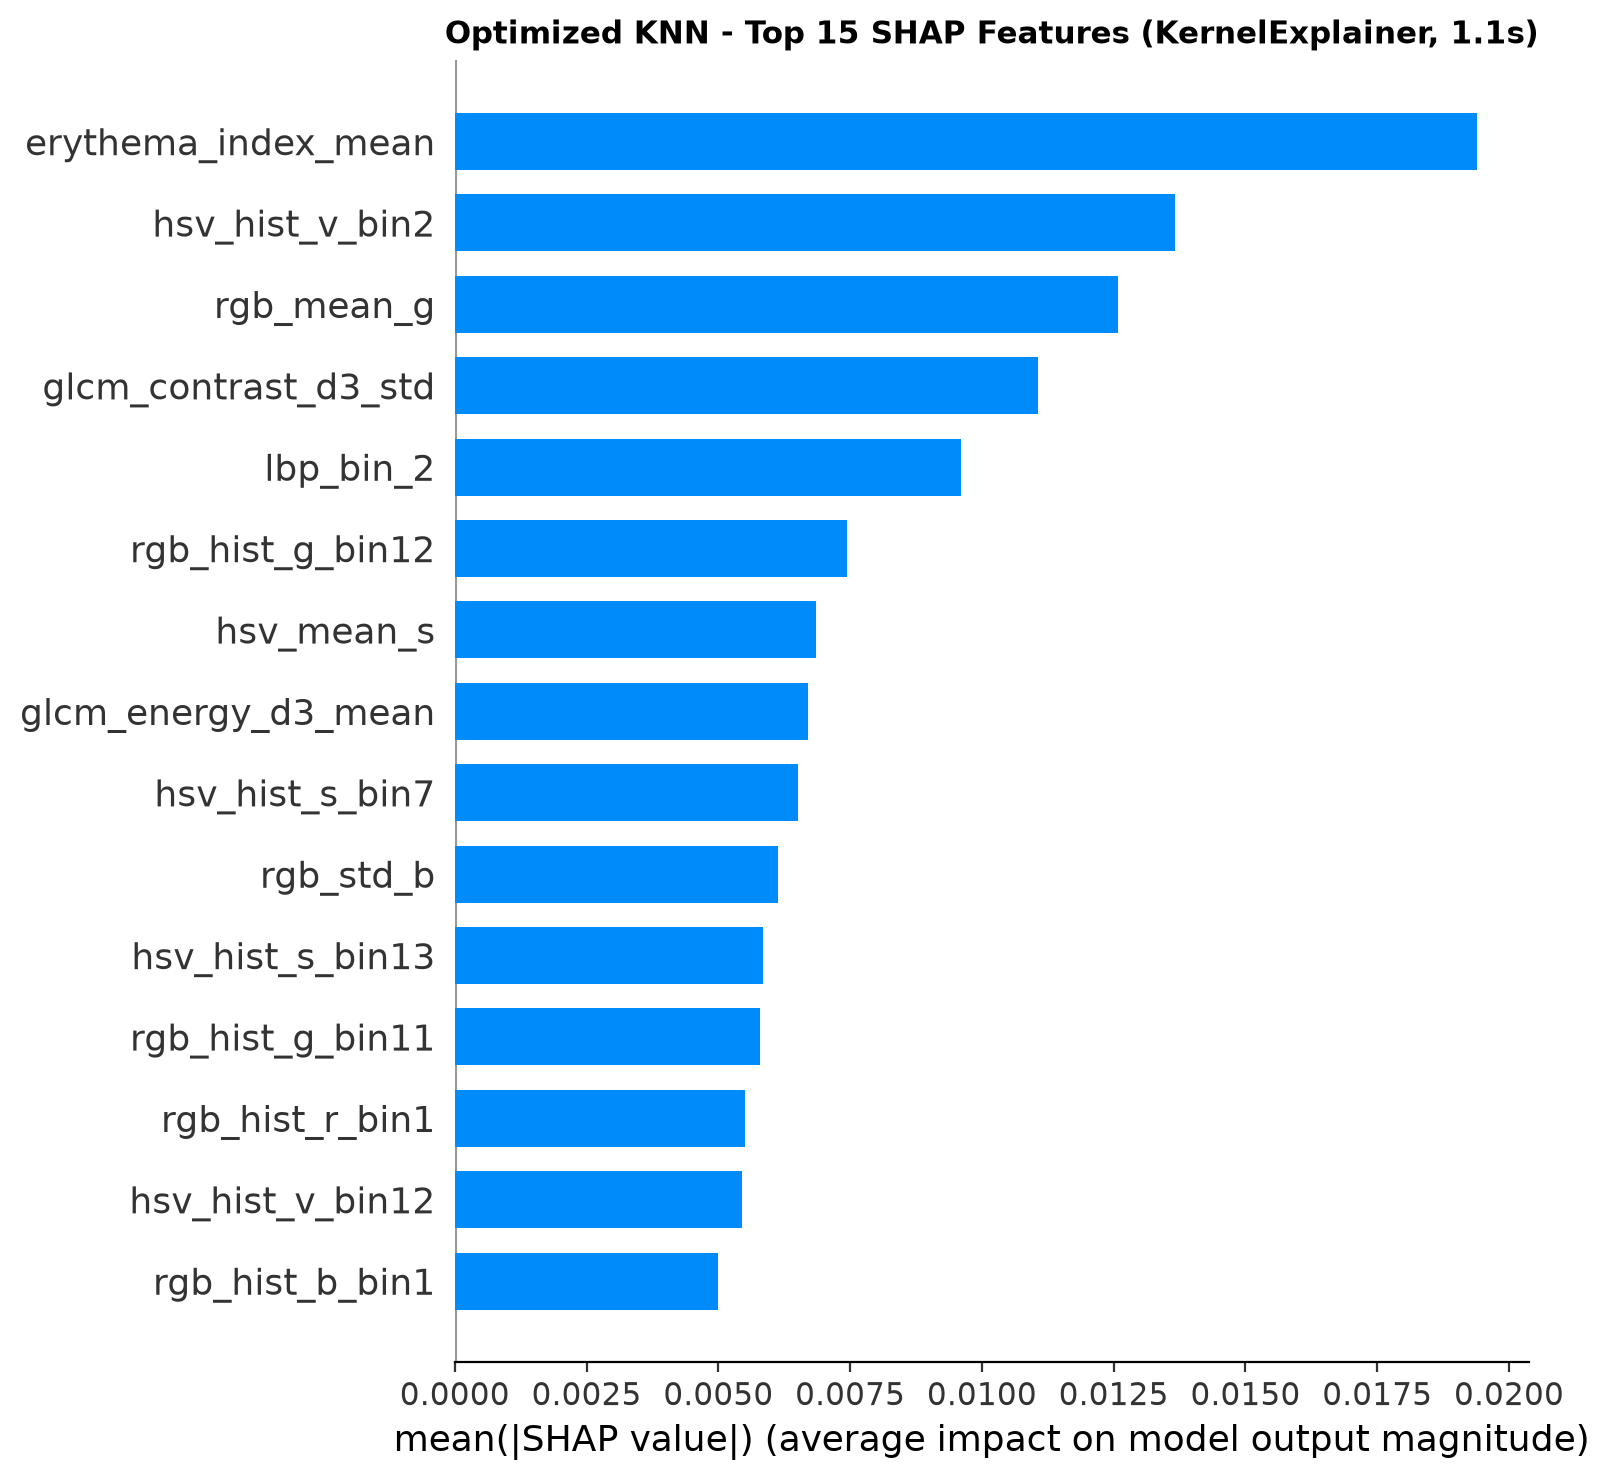 Optimized KNN - Top 15 SHAP Features (KernelExplainer, 1.1s)
erythema_index_mean
hsv_hist_v_bin2
rgb_mean_g
glcm_contrast_d3_std
lbp_bin_2
rgb_hist_g_bin12
hsv_mean_s
glcm_energy_d3_mean
hsv_hist_s_bin7
rgb_std_b
hsv_hist_s_bin13
rgb_hist_g_bin11
rgb_hist_r_bin1
hsv_hist_v_bin12
rgb_hist_b_bin1
0.0000 0.0025 0.0050 0.0075 0.0100 0.0125 0.0150 0.0175 0.0200
mean(|SHAP value|) (average impact on model output magnitude)